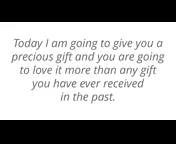 Today I am going to give you a
precious gift and you are going
to love it more than any gift
you have ever received
in the past.